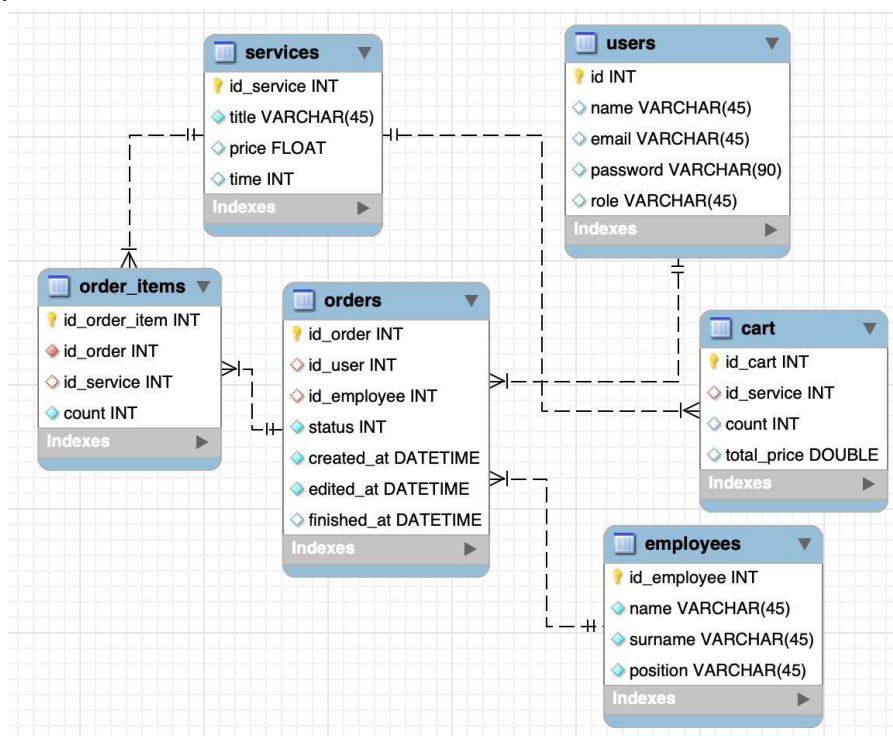 services
id_service INT
title VARCHAR(45)
price FLOAT
time INT
Indexes
users
id INT
name VARCHAR(45)
email VARCHAR(45)
password VARCHAR(90)
role VARCHAR(45)
Indexes
order_items
id_order_item INT
id_order INT
id_service INT
count INT
Indexes
orders
id_order INT
id_user INT
id_employee INT
status INT
created_at DATETIME
edited_at DATETIME
finished_at DATETIME
Indexes
cart
id_cart INT
id_service INT
count INT
total_price DOUBLE
Indexes
employees
id_employee INT
name VARCHAR(45)
surname VARCHAR(45)
position VARCHAR(45)
Indexes